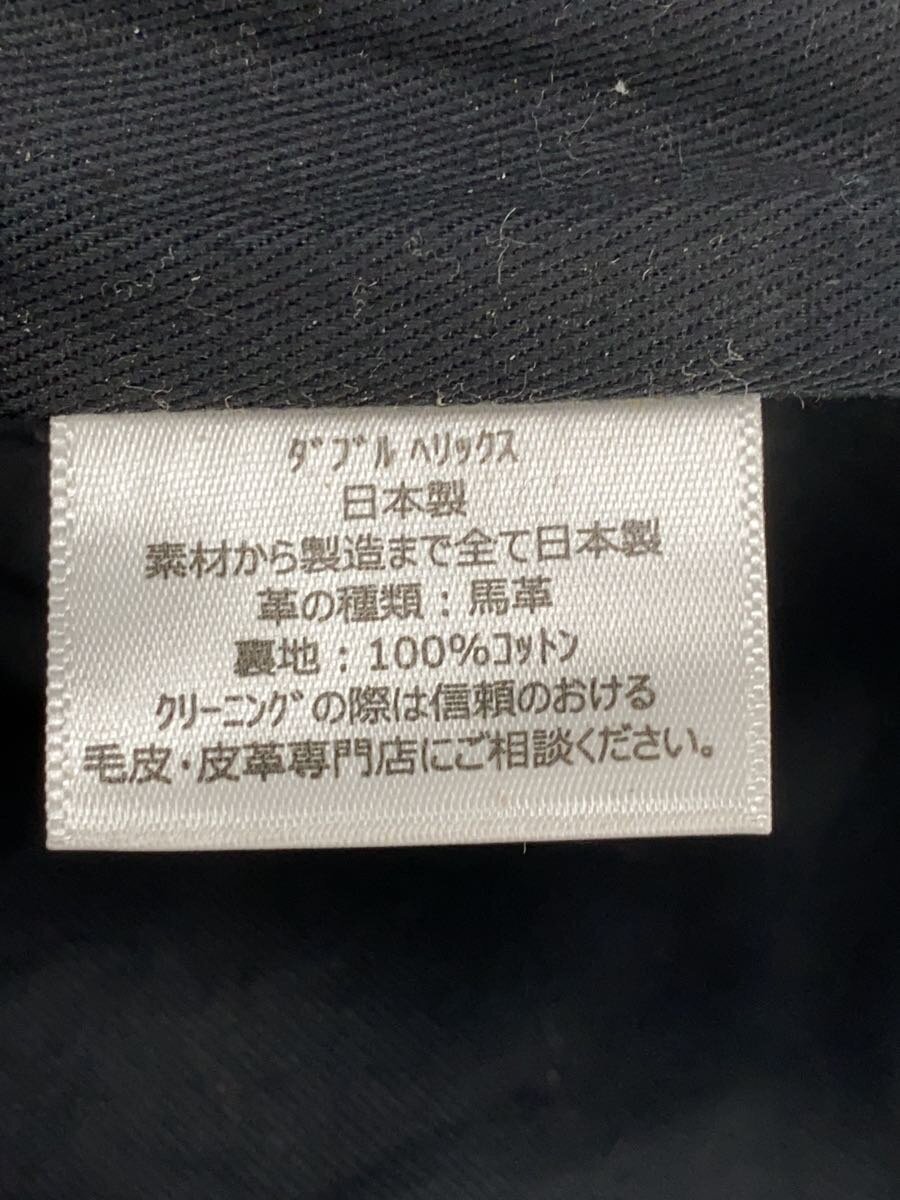 ﾀﾞﾌﾞﾙ ﾍﾘｯｸｽ
日本製
素材から製造まで全て日本製
革の種類：馬革
裏地：100%ｺｯﾄﾝ
ｸﾘｰﾆﾝｸﾞの際は信頼のおける
毛皮・皮革専門店にご相談ください。